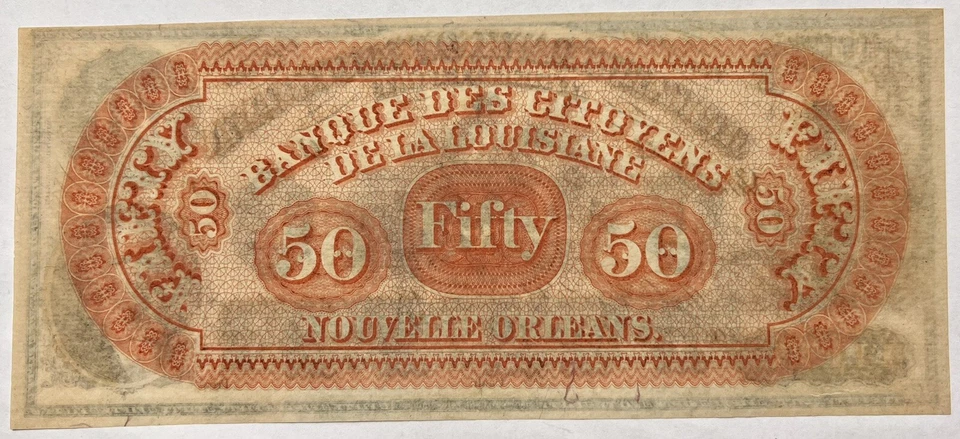 BANQUE DES CITOYENS
DE LA LOUISIANE
FIFTY
50
50
Fifty
50
50
FIFTY
NOUVELLE ORLEANS.